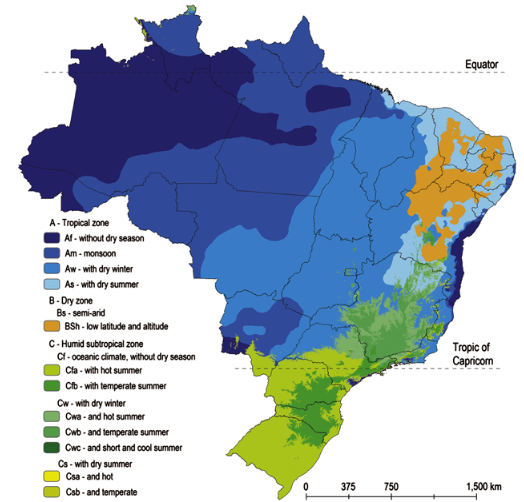 Equator
A - Tropical zone
Af - without dry season
Am - monsoon
Aw - with dry winter
As - with dry summer
B - Dry zone
Bs - semi-arid
BSh - low latitude and altitude
C - Humid subtropical zone
Cf - oceanic climate, without dry season
Cfa - with hot summer
Cfb - with temperate summer
Cw - with dry winter
Cwa - and hot summer
Cwb - and temperate summer
Cwc - and short and cool summer
Cs - with dry summer
Csa - and hot
Csb - and temperate
Tropic of
Capricorn
0 375 750 1,500 km